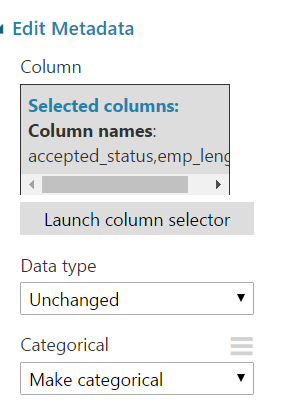 Edit Metadata
Column
Selected columns:
Column names:
accepted_status,emp_leng
Launch column selector
Data type
Unchanged
Categorical
Make categorical